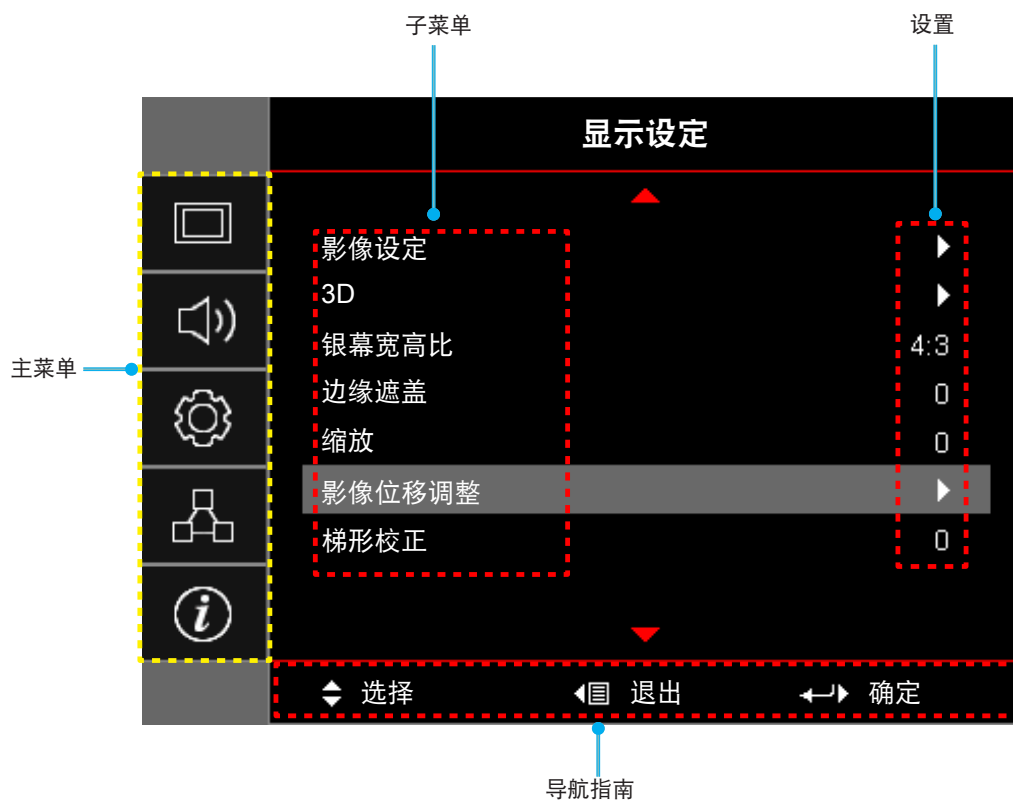 子菜单 设置
显示设定
影像设定
3D
银幕宽高比 4:3
边缘遮盖 0
缩放 0
影像位移调整
梯形校正 0
主菜单
选择 退出 确定
导航指南